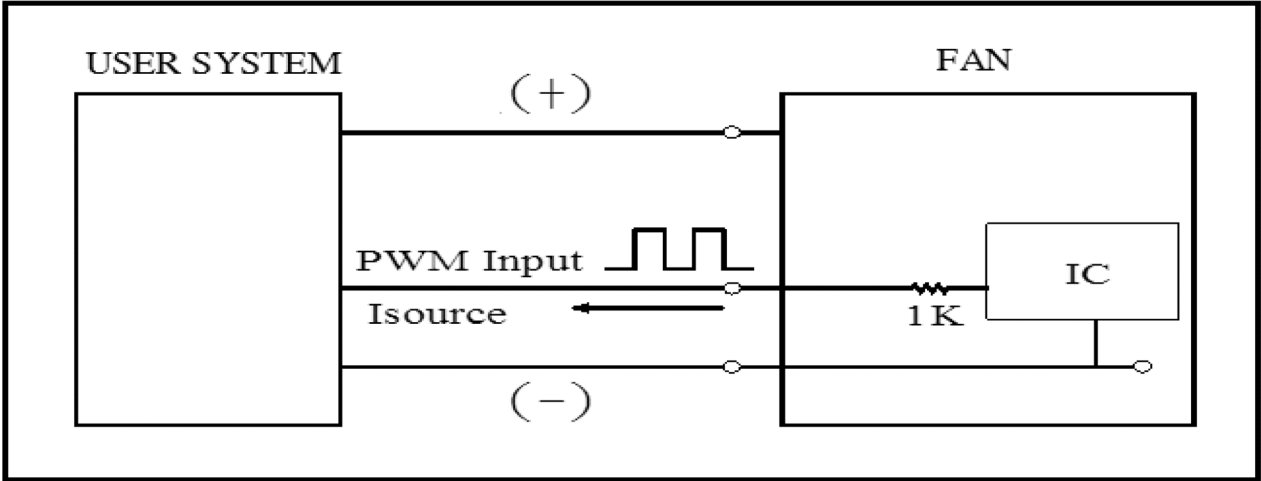 USER SYSTEM
FAN
(+)
PWM Input
IC
Isource
1K
(-)